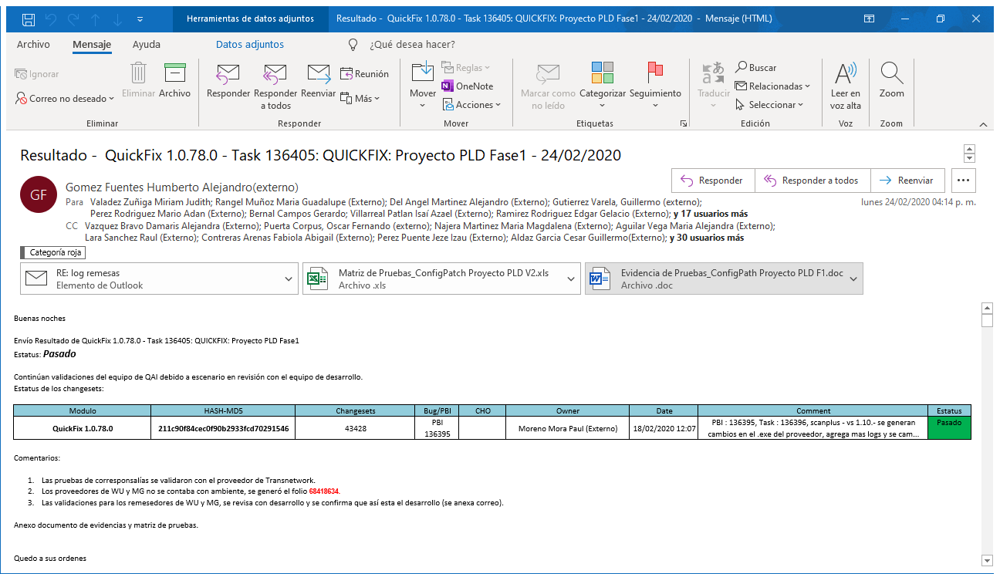 Herramientas de datos adjuntos
Resultado -  QuickFix 1.0.78.0 - Task 136405: QUICKFIX: Proyecto PLD Fase1 - 24/02/2020  -  Mensaje (HTML)
Archivo
Mensaje
Ayuda
Datos adjuntos
¿Qué desea hacer?
Ignorar
Correo no deseado
Eliminar
Archivo
Eliminar
Responder
Responder
a todos
Reenviar
Reunión
Más
Responder
Mover
Reglas
OneNote
Acciones
Mover
Marcar como
no leído
Categorizar
Seguimiento
Etiquetas
Traducir
Buscar
Relacionadas
Seleccionar
Edición
Leer en
voz alta
Voz
Zoom
Zoom
Resultado -  QuickFix 1.0.78.0 - Task 136405: QUICKFIX: Proyecto PLD Fase1 - 24/02/2020
GF
Gomez Fuentes Humberto Alejandro(externo)
Responder
Responder a todos
Reenviar
Para Valadez Zuñiga Miriam Judith; Rangel Muñoz Maria Guadalupe (Externo); Del Angel Martinez Alejandro (Externo); Gutierrez Varela, Guillermo (externo);
lunes 24/02/2020 04:14 p. m.
Perez Rodriguez Mario Adan (Externo); Bernal Campos Gerardo; Villarreal Patlan Isaí Azael (Externo); Ramirez Rodriguez Edgar Gelacio (Externo); y 17 usuarios más
CC Vazquez Bravo Damaris Alejandra (Externo); Puerta Corpus, Oscar Fernando (externo); Najera Martinez Maria Magdalena (Externo); Aguilar Vega Maria Alejandra (Externo);
Lara Sanchez Raul (Externo); Contreras Arenas Fabiola Abigail (Externo); Perez Puente Jeze Izau (Externo); Aldaz Garcia Cesar Guillermo(Externo); y 30 usuarios más
Categoría roja
RE: log remesas
Elemento de Outlook
Matriz de Pruebas_ConfigPatch Proyecto PLD V2.xls
Archivo .xls
Evidencia de Pruebas_ConfigPath Proyecto PLD F1.doc
Archivo .doc
Buenas noches
Envío Resultado de QuickFix 1.0.78.0 - Task 136405: QUICKFIX: Proyecto PLD Fase1
Estatus: Pasado
Continúan validaciones del equipo de QAI debido a escenario en revisión con el equipo de desarrollo.
Estatus de los changesets:
Modulo HASH-MD5 Changesets Bug/PBI CHO Owner Date Comment Estatus
QuickFix 1.0.78.0 211c90f84cec0f90b2933fcd70291546 43428 PBI 136395 Moreno Mora Paul (Externo) 18/02/2020 12:07 PBI : 136395, Task : 136396, scanplus - vs 1.10.- se generan cambios en el .exe del proveedor, agrega mas logs y se cam... Pasado
Comentarios:
1. Las pruebas de corresponsalías se validaron con el proveedor de Transnetwork.
2. Los proveedores de WU y MG no se contaba con ambiente, se generó el folio 68418634.
3. Las validaciones para los remesedores de WU y MG, se revisa con desarrollo y se confirma que así esta el desarrollo (se anexa correo).
Anexo documento de evidencias y matriz de pruebas.
Quedo a sus ordenes